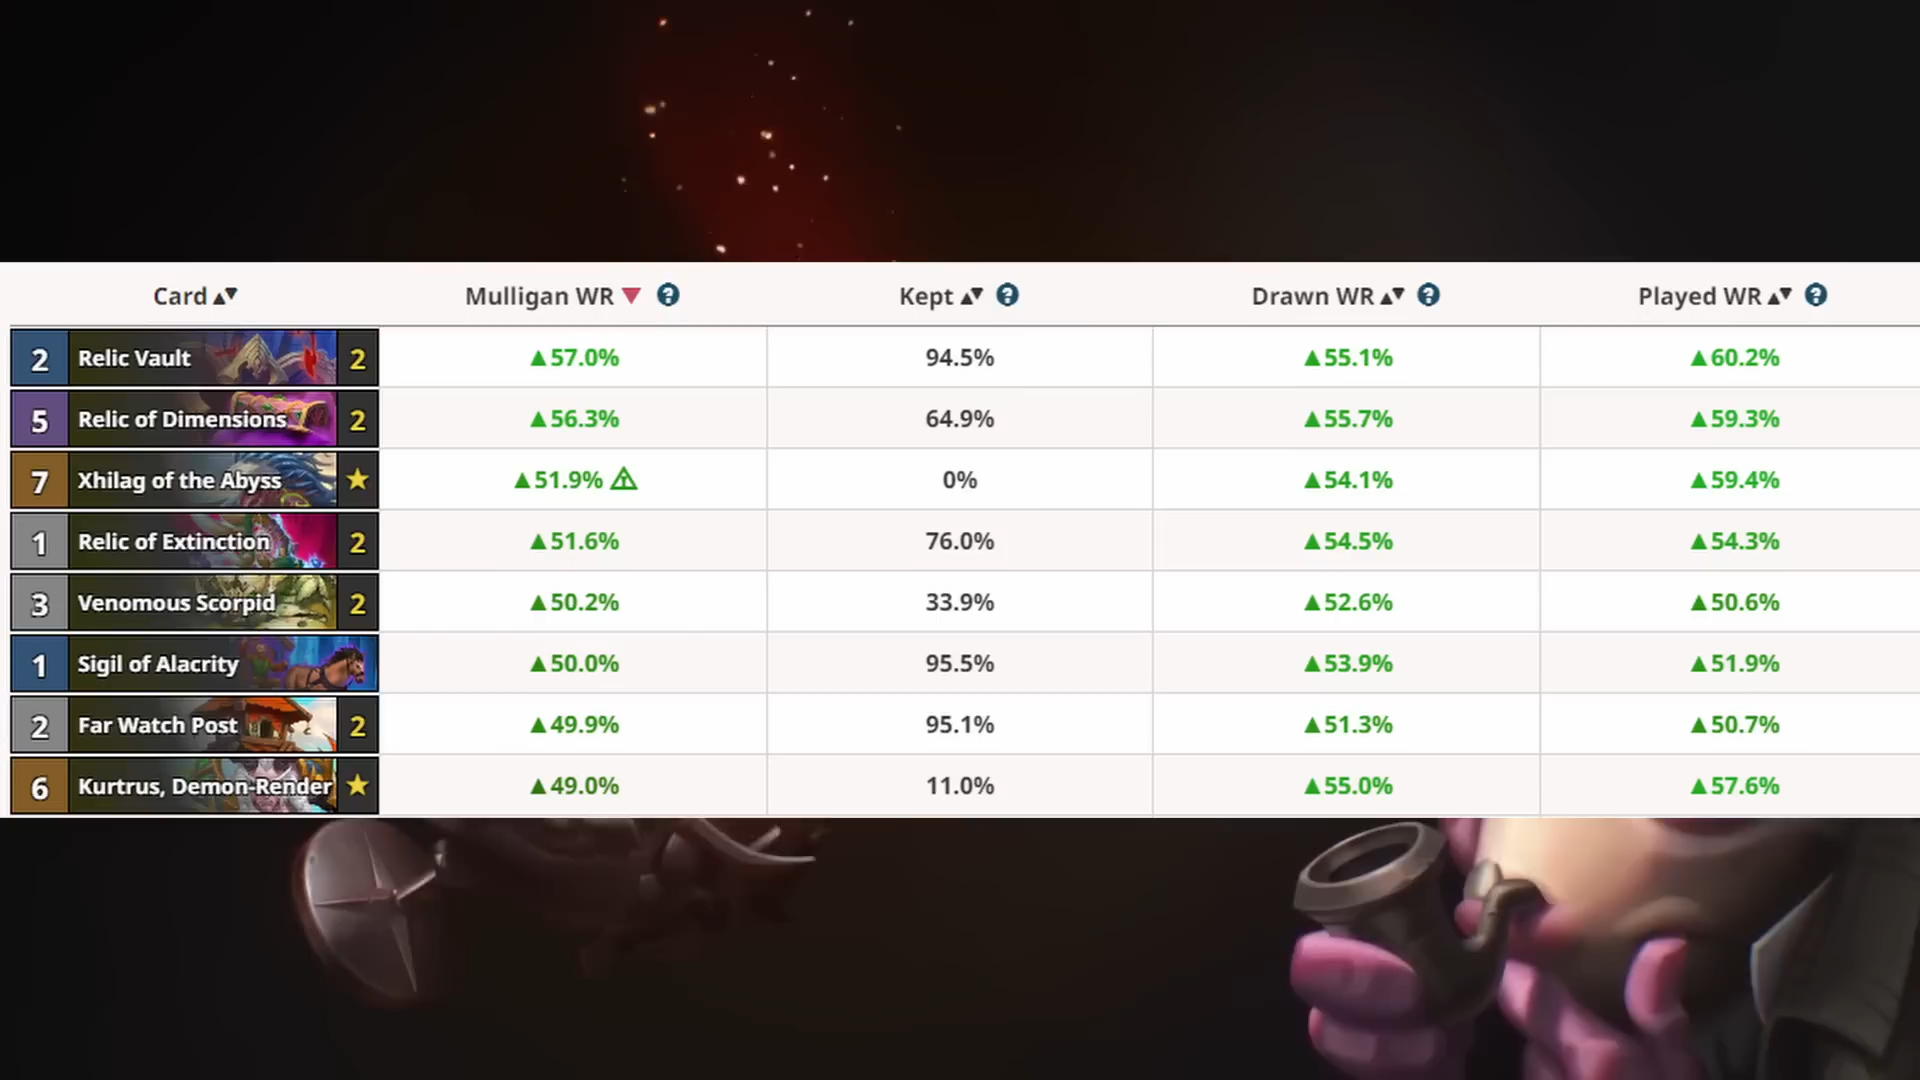 Card Mulligan WR Kept Drawn WR Played WR
2 Relic Vault 2 ▲57.0% 94.5% ▲55.1% ▲60.2%
5 Relic of Dimensions 2 ▲56.3% 64.9% ▲55.7% ▲59.3%
7 Xhilag of the Abyss ★ ▲51.9% 0% ▲54.1% ▲59.4%
1 Relic of Extinction 2 ▲51.6% 76.0% ▲54.5% ▲54.3%
3 Venomous Scorpid 2 ▲50.2% 33.9% ▲52.6% ▲50.6%
1 Sigil of Alacrity ▲50.0% 95.5% ▲53.9% ▲51.9%
2 Far Watch Post 2 ▲49.9% 95.1% ▲51.3% ▲50.7%
6 Kurtrus, Demon-Render ★ ▲49.0% 11.0% ▲55.0% ▲57.6%